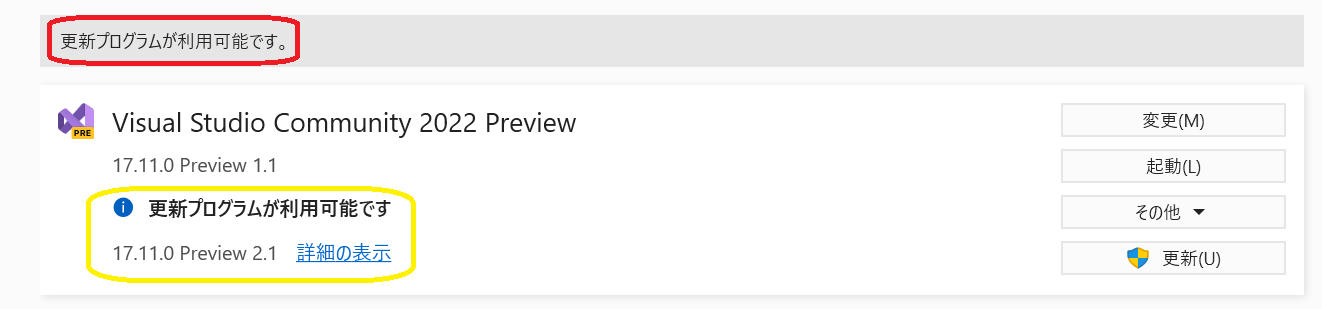 更新プログラムが利用可能です。
PRE
Visual Studio Community 2022 Preview
変更(M)
17.11.0 Preview 1.1
起動(L)
更新プログラムが利用可能です
その他
17.11.0 Preview 2.1 詳細の表示
更新(U)